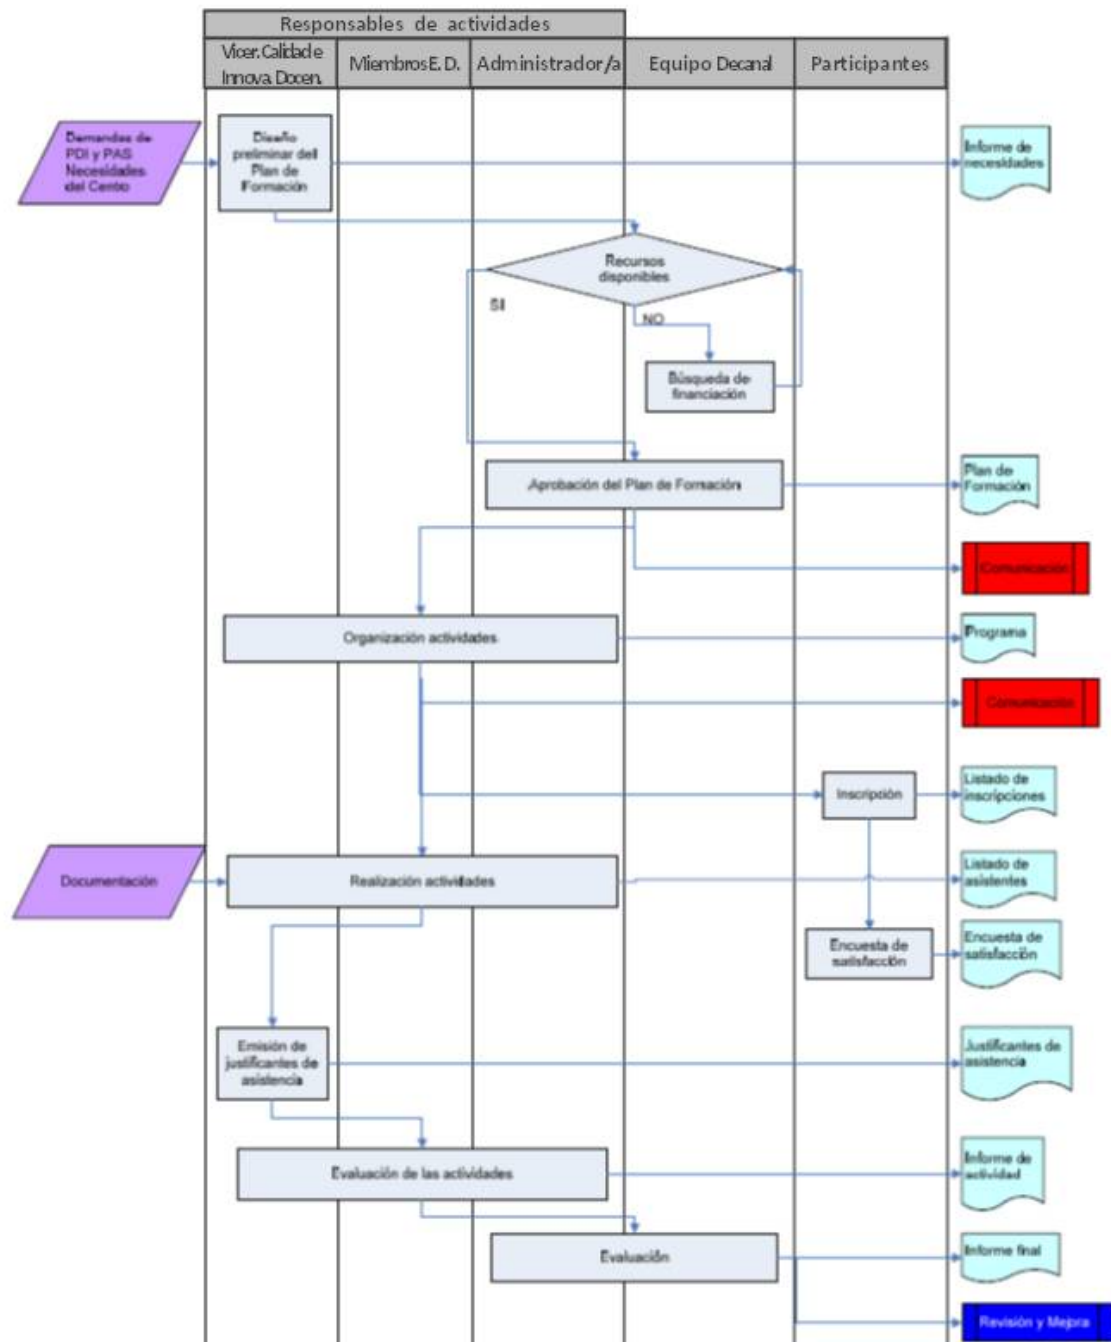 Responsables de actividades
Vicer. Calidad e
Innova. Docen.
Miembros E. D.
Administrador/a
Equipo Decanal
Participantes
Demandas de
PDI y PAS
Necesidades
del Centro
Diseño
preliminar del
Plan de
Formación
Informe de
necesidades
Recursos
disponibles
SI
NO
Búsqueda de
financiación
Aprobación del Plan de Formación
Plan de
Formación
Comunicación
Organización actividades
Programa
Comunicación
Inscripción
Listado de
inscripciones
Documentación
Realización actividades
Listado de
asistentes
Encuesta de
satisfacción
Encuesta de
satisfacción
Emisión de
justificantes de
asistencia
Justificantes de
asistencia
Evaluación de las actividades
Informe de
actividad
Evaluación
Informe final
Revisión y Mejora